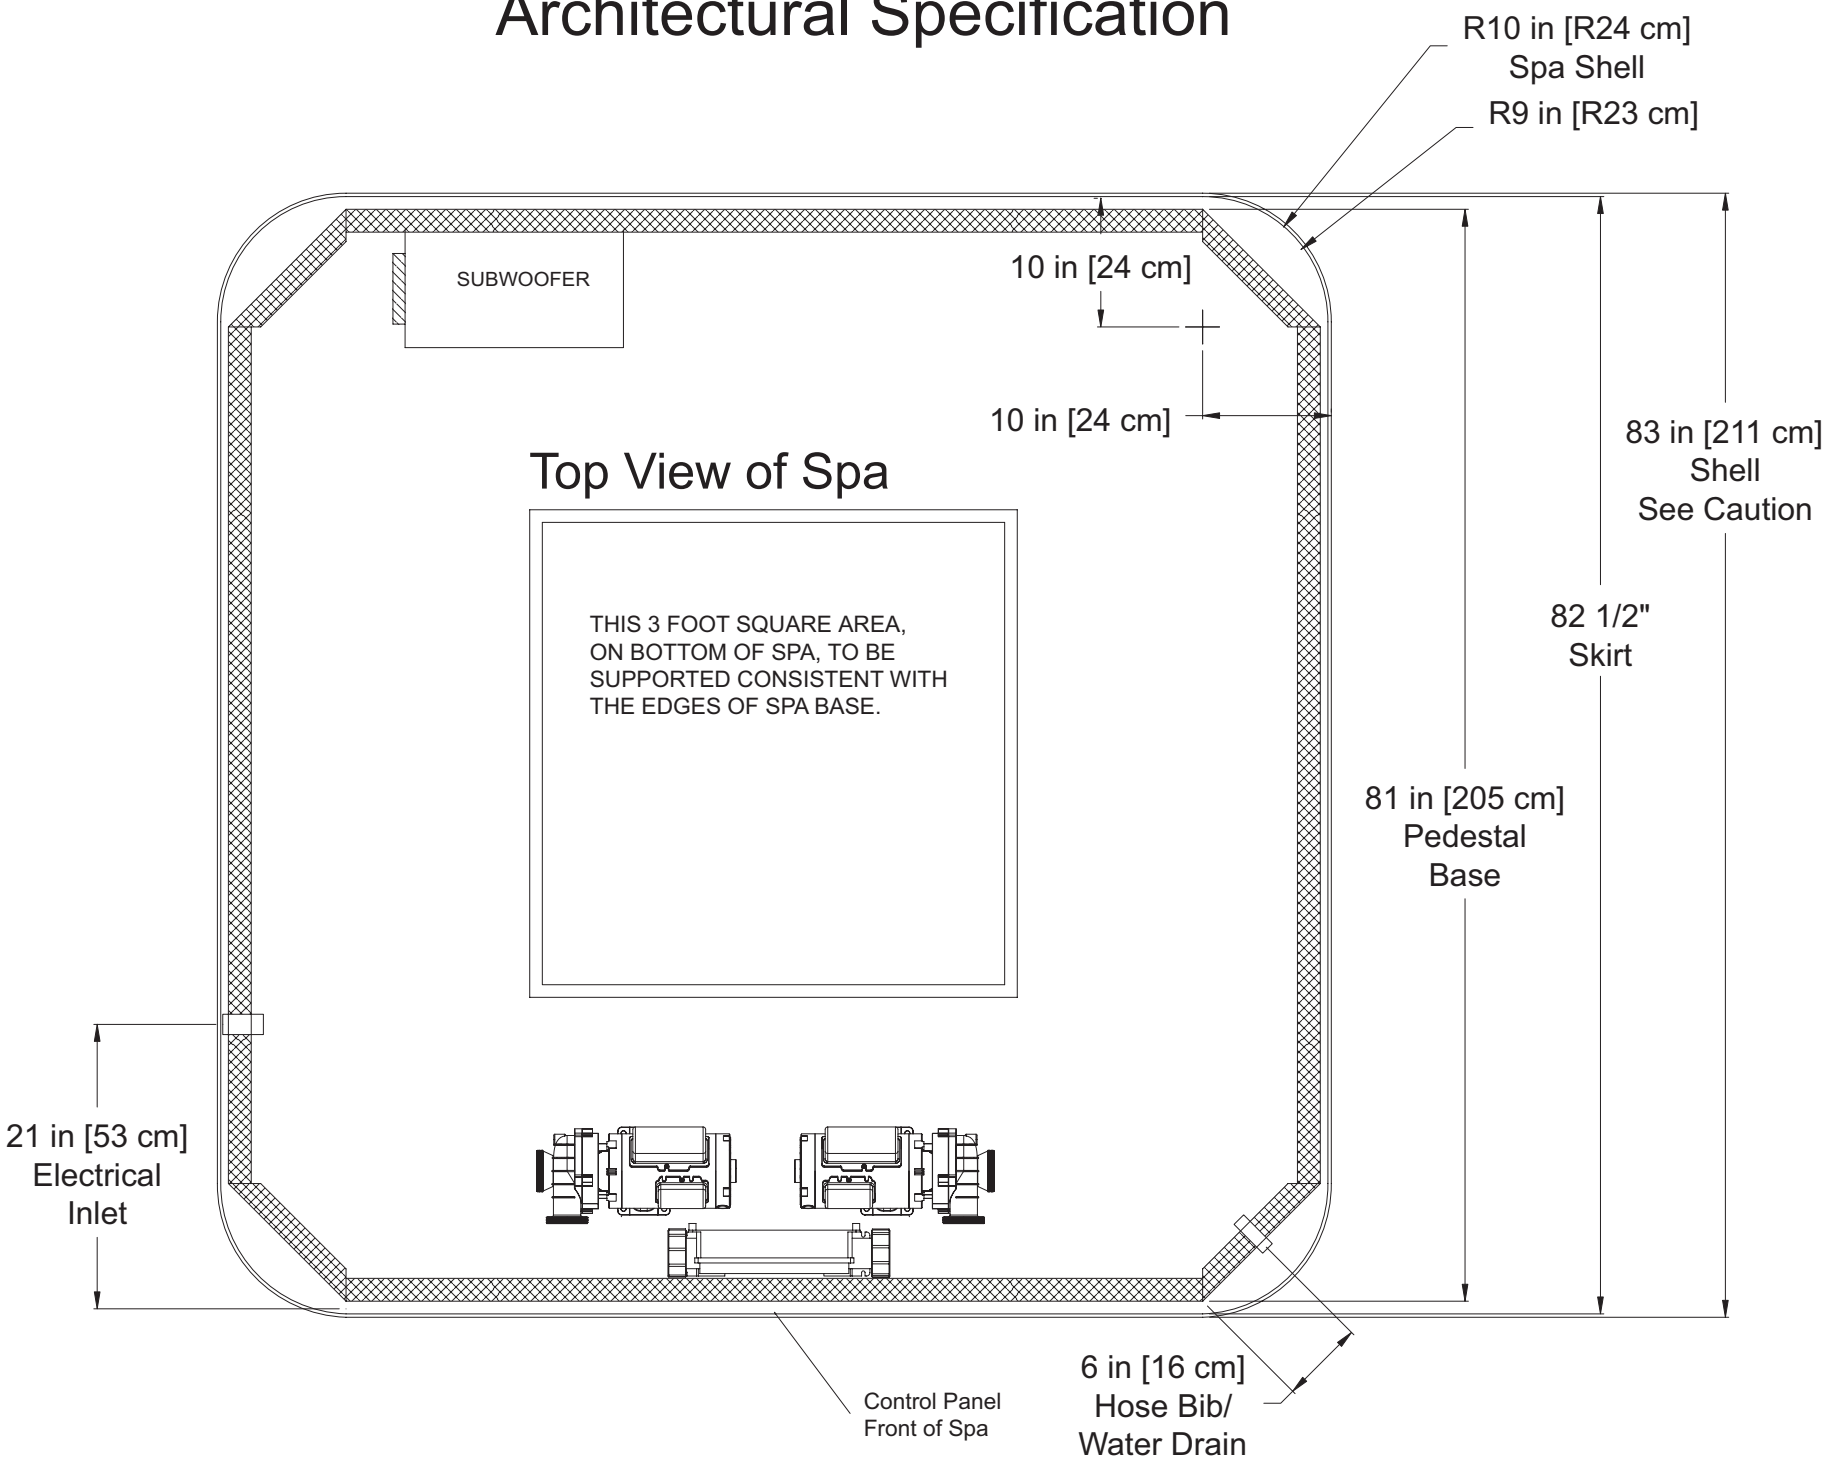 Architectural Specification
R10 in [R24 cm]
Spa Shell
R9 in [R23 cm]
SUBWOOFER
10 in [24 cm]
10 in [24 cm]
83 in [211 cm]
Shell
See Caution
Top View of Spa
82 1/2"
Skirt
THIS 3 FOOT SQUARE AREA,
ON BOTTOM OF SPA, TO BE
SUPPORTED CONSISTENT WITH
THE EDGES OF SPA BASE.
81 in [205 cm]
Pedestal
Base
21 in [53 cm]
Electrical
Inlet
6 in [16 cm]
Hose Bib/
Water Drain
Control Panel
Front of Spa